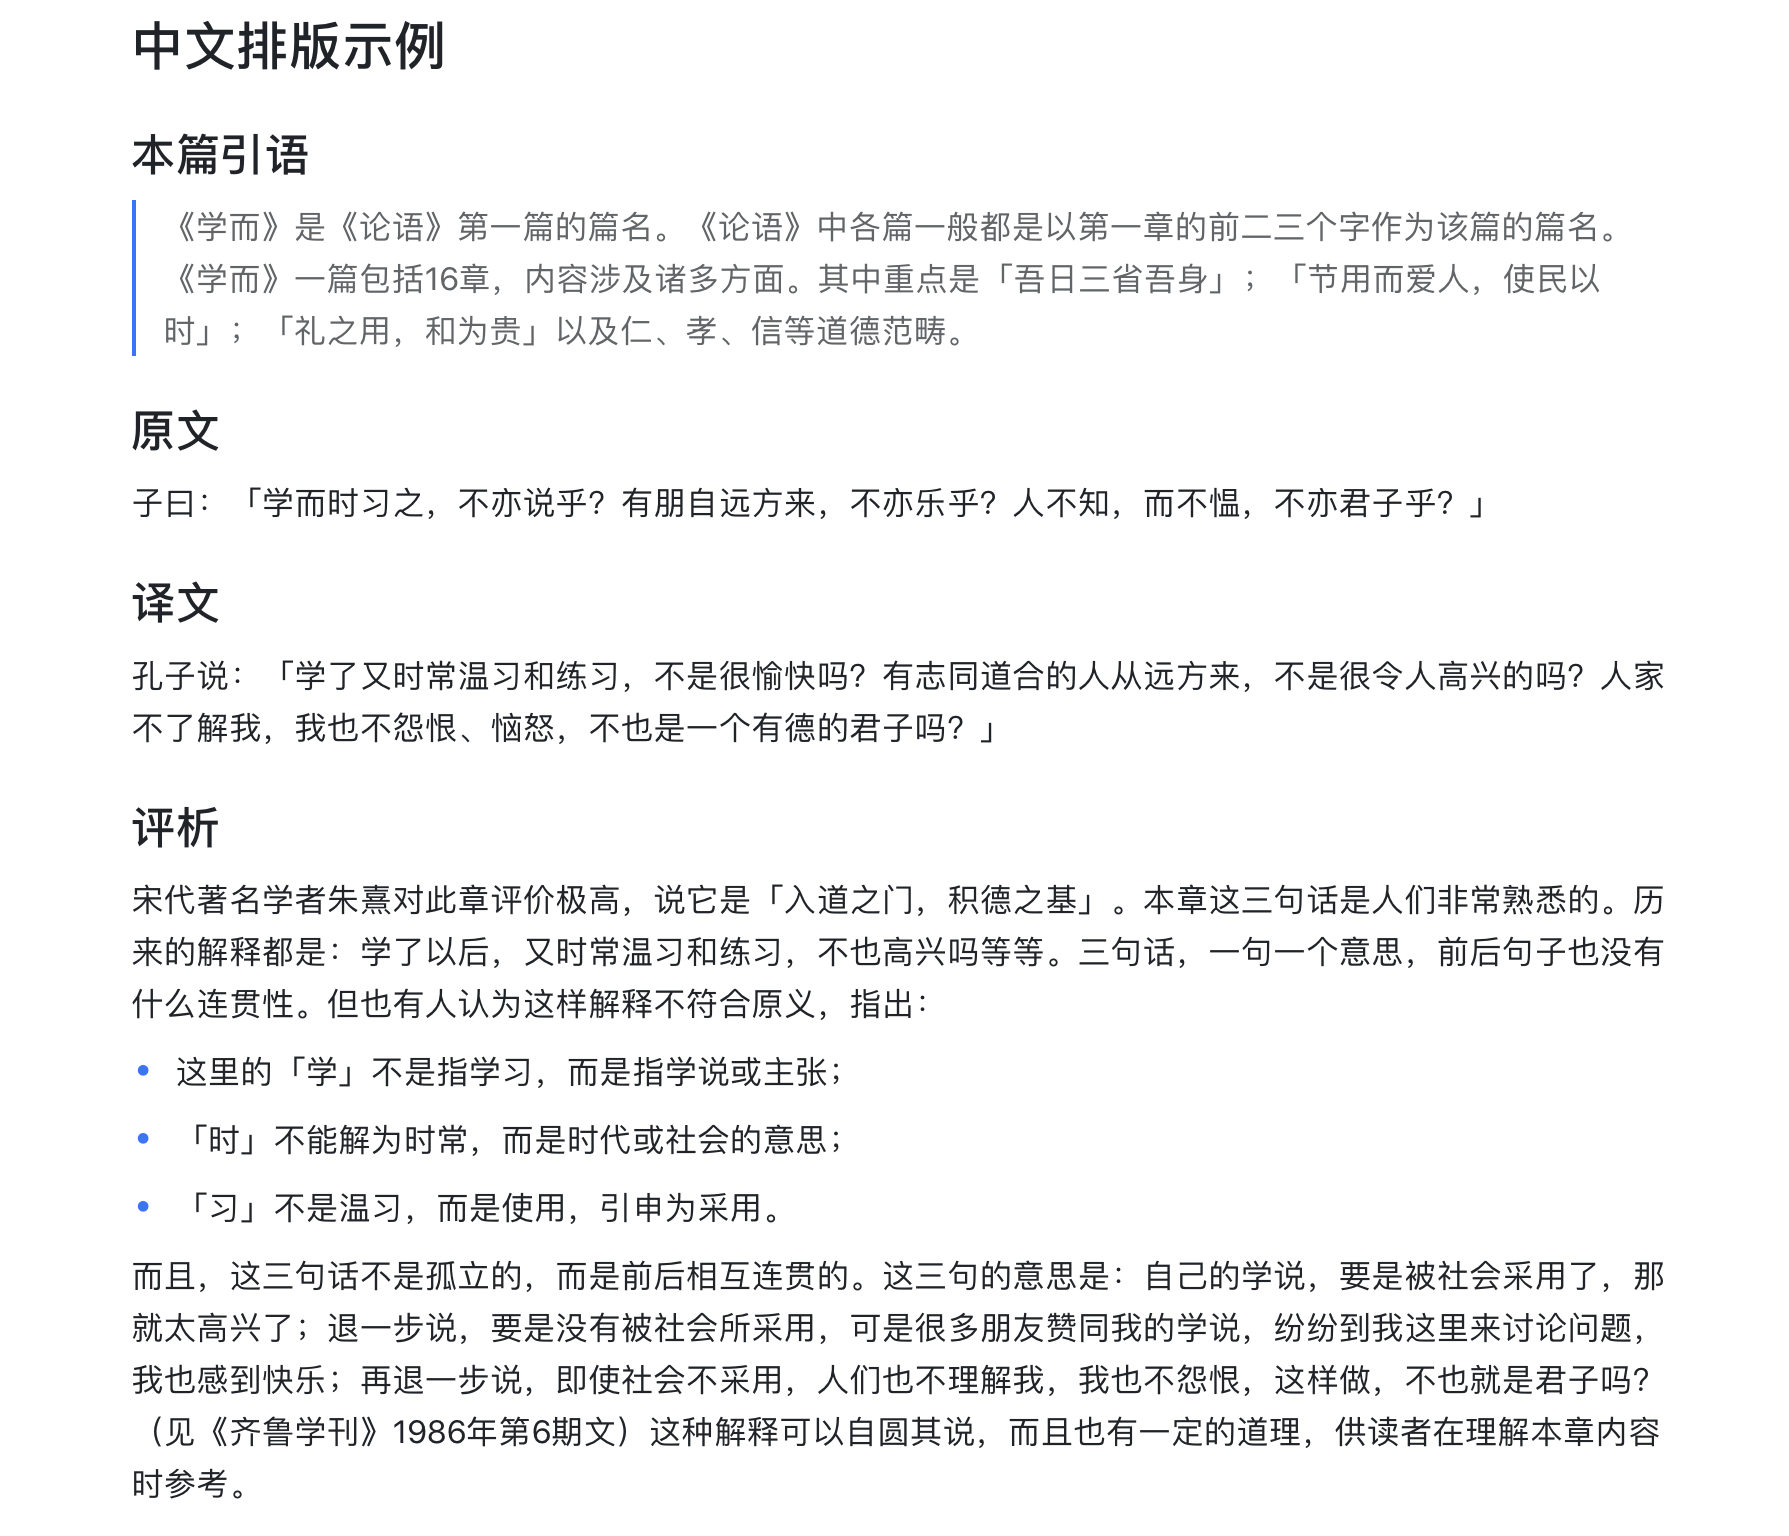 中文排版示例
本篇引语
《学而》是《论语》第一篇的篇名。《论语》中各篇一般都是以第一章的前二三个字作为该篇的篇名。
《学而》一篇包括16章，内容涉及诸多方面。其中重点是「吾日三省吾身」；「节用而爱人，使民以
时」；「礼之用，和为贵」以及仁、孝、信等道德范畴。
原文
子曰：「学而时习之，不亦说乎？有朋自远方来，不亦乐乎？人不知，而不愠，不亦君子乎？」
译文
孔子说：「学了又时常温习和练习，不是很愉快吗？有志同道合的人从远方来，不是很令人高兴的吗？人家
不了解我，我也不怨恨、恼怒，不也是一个有德的君子吗？」
评析
宋代著名学者朱熹对此章评价极高，说它是「入道之门，积德之基」。本章这三句话是人们非常熟悉的。历
来的解释都是：学了以后，又时常温习和练习，不也高兴吗等等。三句话，一句一个意思，前后句子也没有
什么连贯性。但也有人认为这样解释不符合原义，指出：
• 这里的「学」不是指学习，而是指学说或主张；
• 「时」不能解为时常，而是时代或社会的意思；
• 「习」不是温习，而是使用，引申为采用。
而且，这三句话不是孤立的，而是前后相互连贯的。这三句的意思是：自己的学说，要是被社会采用了，那
就太高兴了；退一步说，要是没有被社会所采用，可是很多朋友赞同我的学说，纷纷到我这里来讨论问题，
我也感到快乐；再退一步说，即使社会不采用，人们也不理解我，我也不怨恨，这样做，不也就是君子吗？
（见《齐鲁学刊》1986年第6期文）这种解释可以自圆其说，而且也有一定的道理，供读者在理解本章内容
时参考。